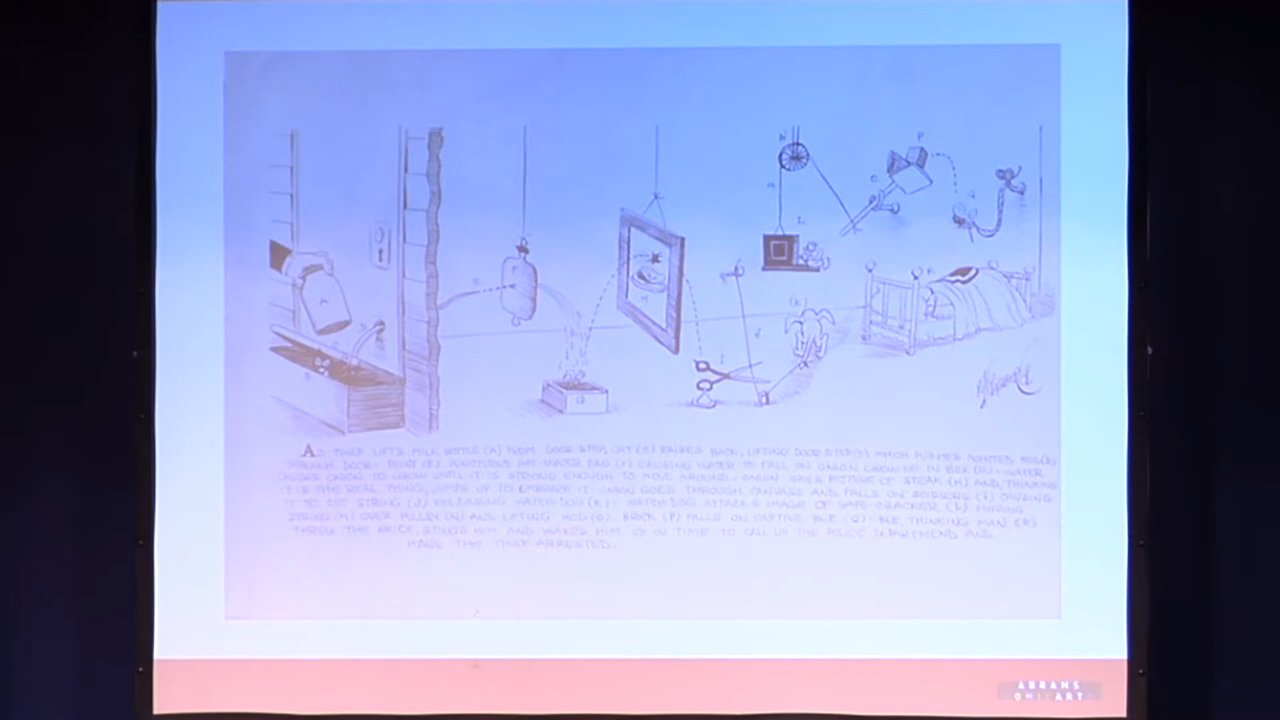 AS THIEF LIFTS MILK BOTTLE (A) FROM DOOR STEP, CAT (B) RAISES BACK, LIFTING DOOR STEP WHICH PUSHES POINTED
THROUGH DOOR - POINT (E) PUNCTURES HOT WATER BAG (F) CAUSING WATER TO FALL ON ONION GROWING IN BOX - WATER
CAUSES ONION TO GROW UNTIL IT IS STRONG ENOUGH TO MOVE AROUND - ONION SEES PICTURE OF STEAK (H) AND, THINKING
IT IS THE REAL THING, JUMPS UP TO EMBRACE IT. ONION GOES THROUGH CANVAS AND FALLS ON SCISSORS (I) CAUSING
IT TO CUT STRING (J) RELEASING WATCH-DOG (K) - WATCH-DOG ATTACKS IMAGE OF SAFE-CRACKER (L) MOVING
STRING (M) OVER PULLEY (N) AND LIFTING HOD (O). BRICK (P) FALLS ON CAPTIVE BEE (Q). BEE, THINKING MAN (R)
THREW THE BRICK, STINGS HIM AND WAKES HIM UP IN TIME TO CALL UP THE POLICE DEPARTMEND AND
HAVE THE THIEF ARRESTED.
ABRAMS
ART